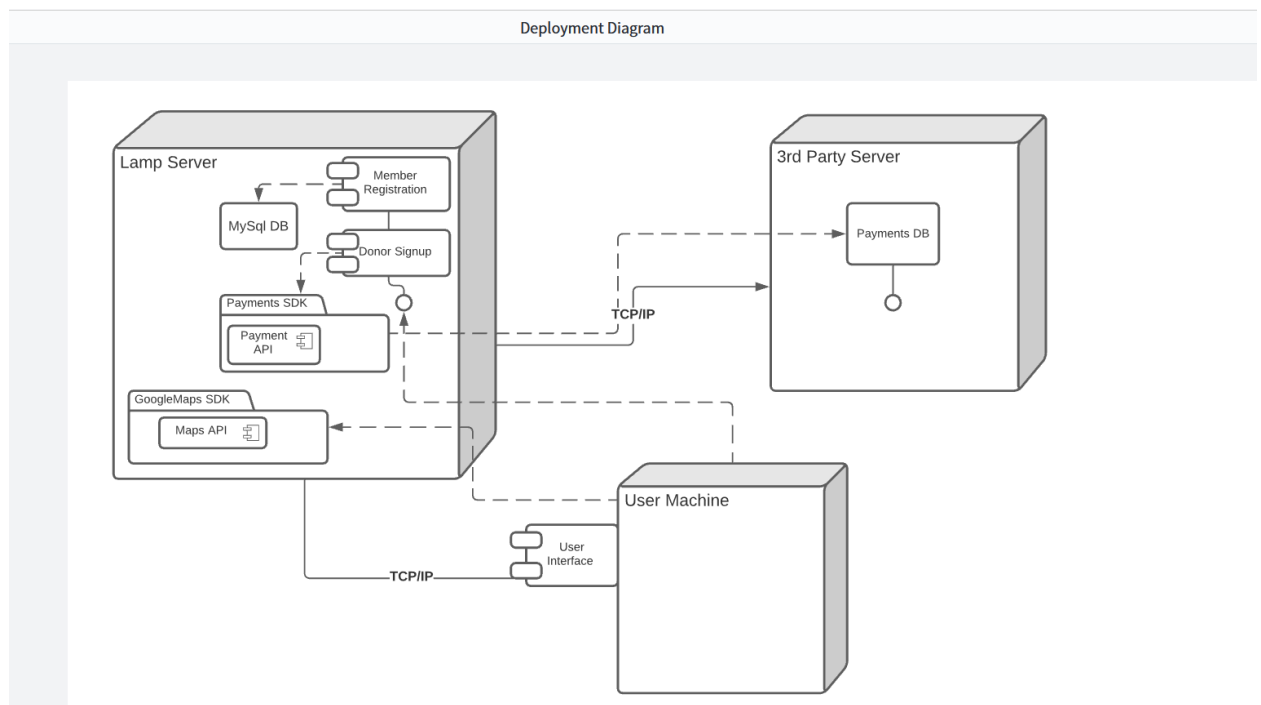 Deployment Diagram
Lamp Server
Member
Registration
MySql DB
Donor Signup
Payments SDK
Payment
API
GoogleMaps SDK
Maps API
3rd Party Server
Payments DB
TCP/IP
User Machine
User
Interface
TCP/IP